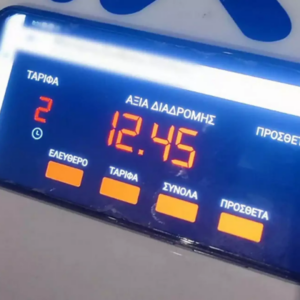 ΤΑΡΙΦΑ
ΑΞΙΑ ΔΙΑΔΡΟΜΗΣ
ΠΡΟΣΘΕΤ
2
12.45
ΕΛΕΥΘΕΡΟ
ΤΑΡΙΦΑ
ΣΥΝΟΛΑ
ΠΡΟΣΘΕΤΑ